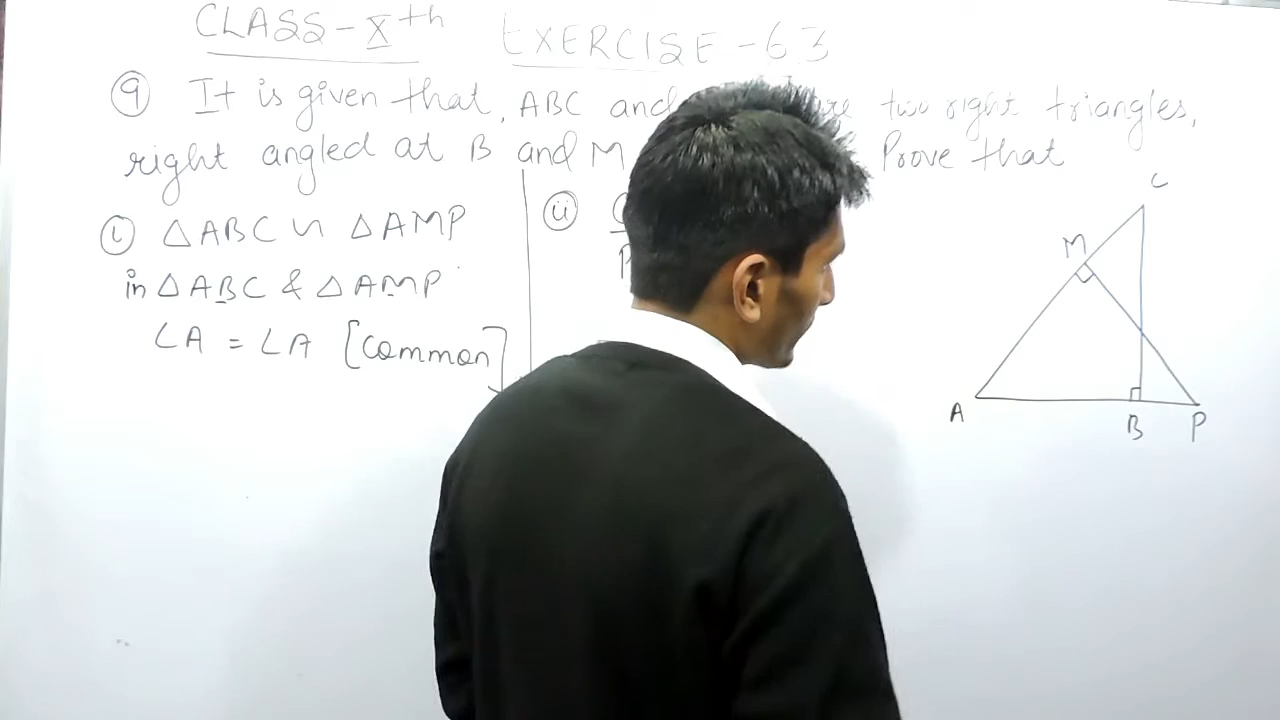 CLASS-Xth EXERCISE-6.3
9 It is given that, ABC and are two right triangles,
right angled at B and M Prove that
i △ABC ∽ △AMP
in △ABC & △AMP
∠A = ∠A [common]
ii
C
M
A
B
P